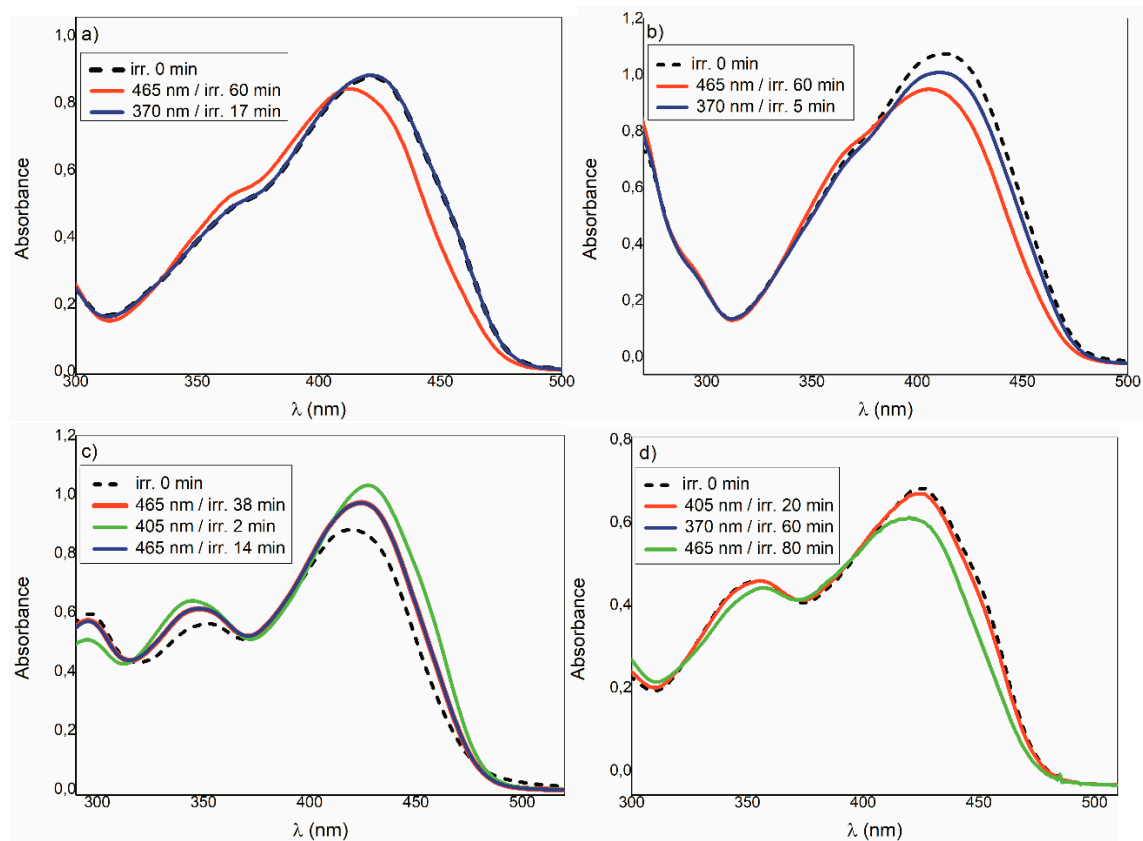 a)
irr. 0 min
465 nm / irr. 60 min
370 nm / irr. 17 min
1,0
0,8
0,6
0,4
0,2
0,0
Absorbance
300
350
400
450
500
λ (nm)
b)
irr. 0 min
465 nm / irr. 60 min
370 nm / irr. 5 min
1,2
1,0
0,8
0,6
0,4
0,2
0,0
Absorbance
300
350
400
450
500
λ (nm)
c)
irr. 0 min
465 nm / irr. 38 min
405 nm / irr. 2 min
465 nm / irr. 14 min
1,2
1,0
0,8
0,6
0,4
0,2
0,0
Absorbance
300
350
400
450
500
λ (nm)
d)
irr. 0 min
405 nm / irr. 20 min
370 nm / irr. 60 min
465 nm / irr. 80 min
0,8
0,6
0,4
0,2
0,0
Absorbance
300
350
400
450
500
λ (nm)